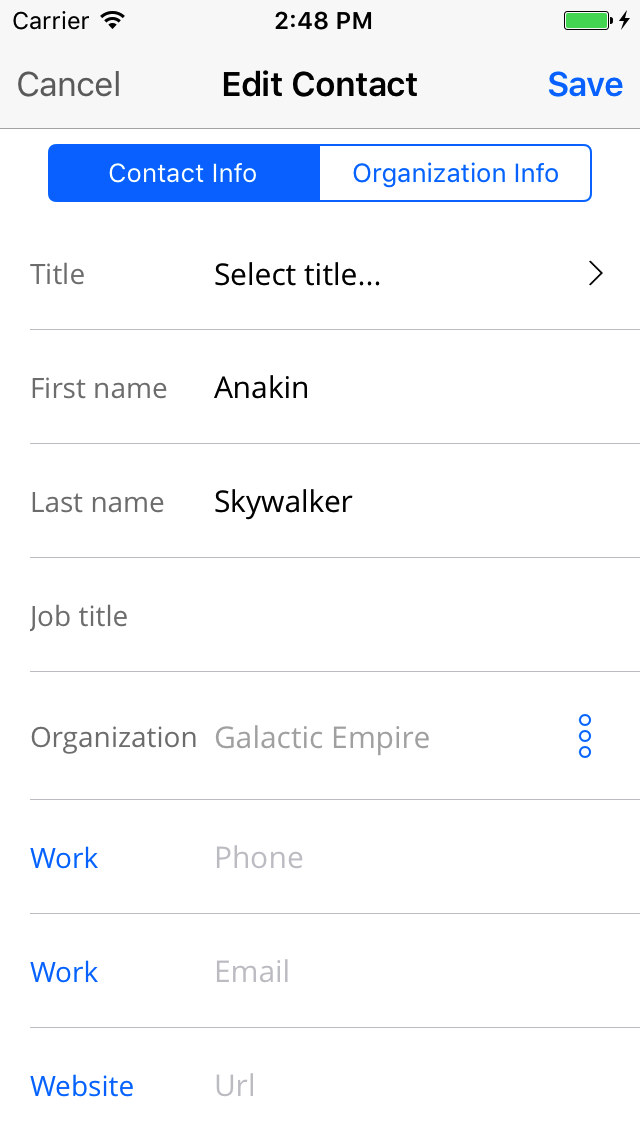 Carrier 2:48 PM
Cancel Edit Contact Save
Contact Info Organization Info
Title Select title...
First name Anakin
Last name Skywalker
Job title
Organization Galactic Empire
Work Phone
Work Email
Website Url